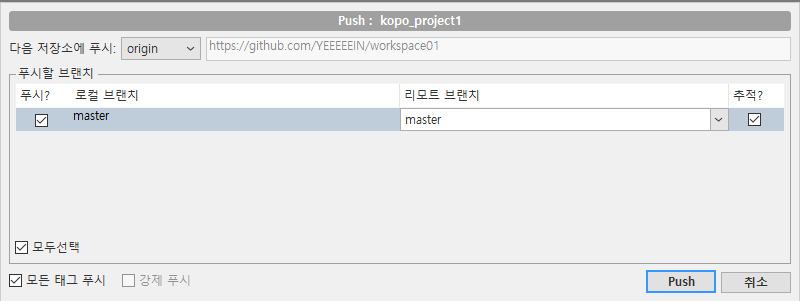 Push : kopo_project1
다음 저장소에 푸시: origin https://github.com/YEEEEEIN/workspace01
푸시할 브랜치
푸시? 로컬 브랜치 리모트 브랜치 추적?
master master
모두선택
모든 태그 푸시 강제 푸시 Push 취소